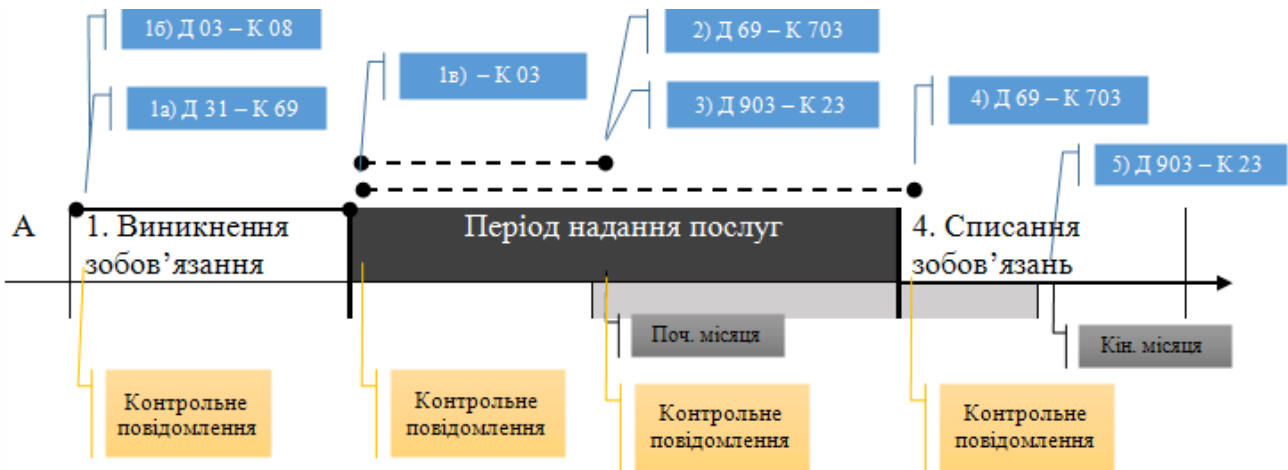 1б) Д 03 – К 08
2) Д 69 – К 703
1в) – К 03
1а) Д 31 – К 69
3) Д 903 – К 23
4) Д 69 – К 703
5) Д 903 – К 23
А
1. Виникнення
зобов’язання
Період надання послуг
4. Списання
зобов’язань
Поч. місяця
Кін. місяця
Контрольне
повідомлення
Контрольне
повідомлення
Контрольне
повідомлення
Контрольне
повідомлення